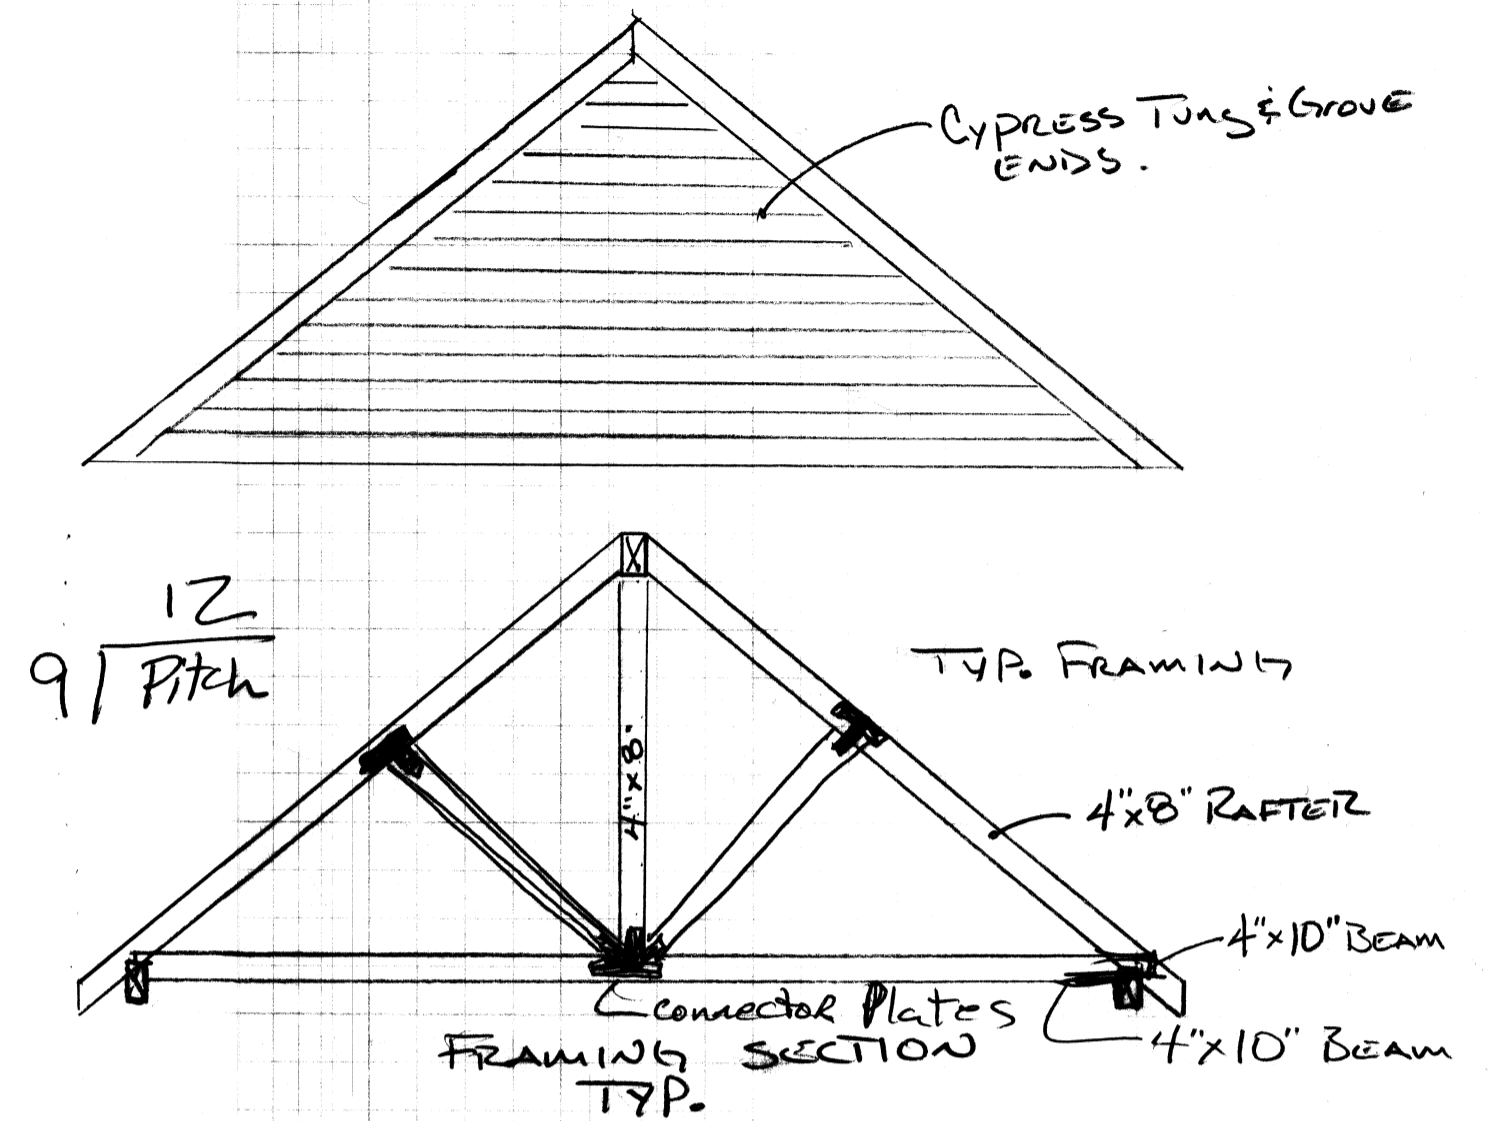 CYPRESS TUNG & GROVE
ENDS.
12
9 Pitch
TYP. FRAMING
4"x8"
4"x8" RAFTER
4"x10" BEAM
connector Plates
4"x10" BEAM
FRAMING SECTION
TYP.